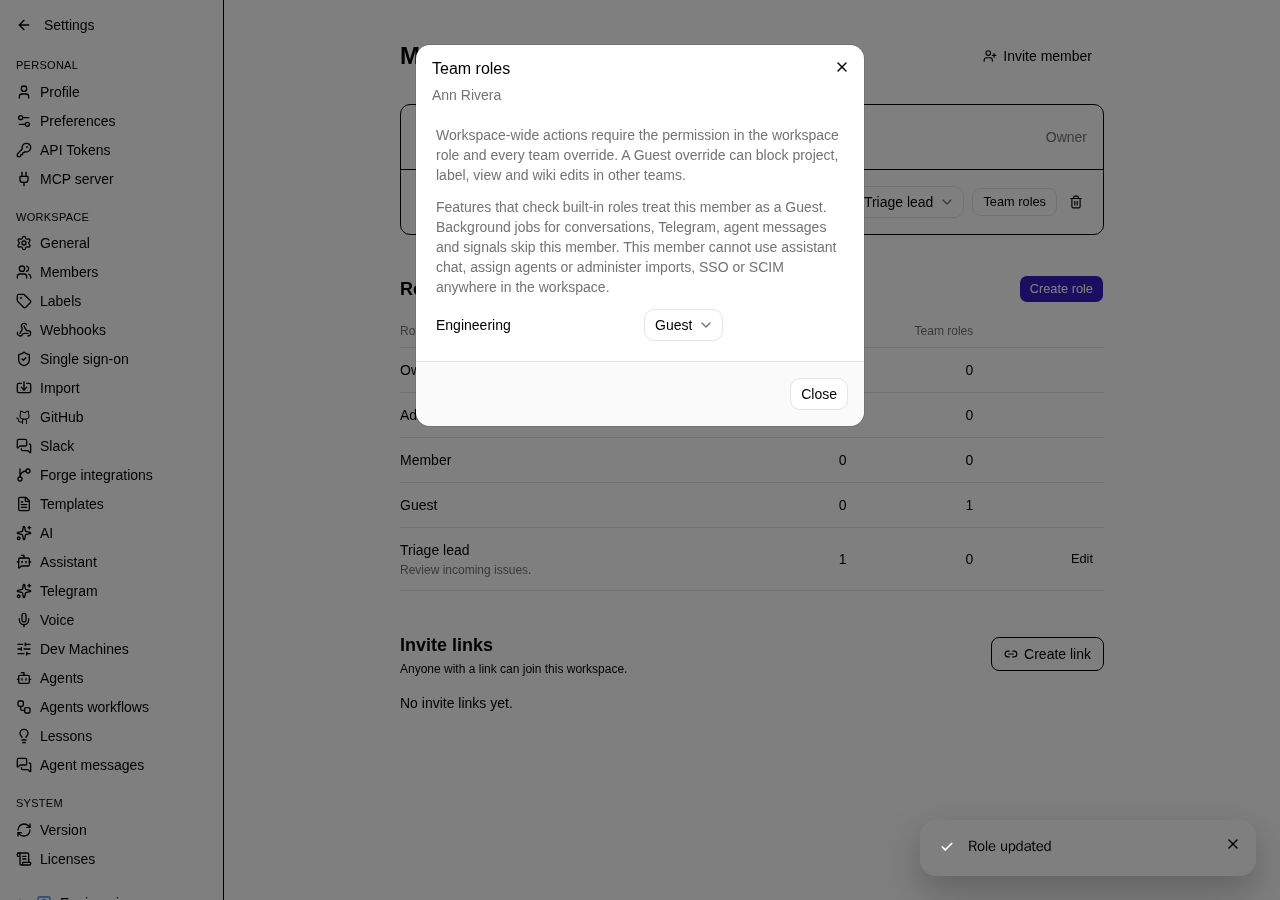 Settings
PERSONAL
Profile
Preferences
API Tokens
MCP server
WORKSPACE
General
Members
Labels
Webhooks
Single sign-on
Import
GitHub
Slack
Forge integrations
Templates
AI
Assistant
Telegram
Voice
Dev Machines
Agents
Agents workflows
Lessons
Agent messages
SYSTEM
Version
Licenses
Invite member
Owner
Triage lead
Team roles
Team roles
Ann Rivera
Workspace-wide actions require the permission in the workspace
role and every team override. A Guest override can block project,
label, view and wiki edits in other teams.
Features that check built-in roles treat this member as a Guest.
Background jobs for conversations, Telegram, agent messages
and signals skip this member. This member cannot use assistant
chat, assign agents or administer imports, SSO or SCIM
anywhere in the workspace.
Engineering
Guest
Close
Create role
Team roles
0
0
Member 0 0
Guest 0 1
Triage lead 1 0 Edit
Review incoming issues.
Invite links
Anyone with a link can join this workspace.
Create link
No invite links yet.
Role updated